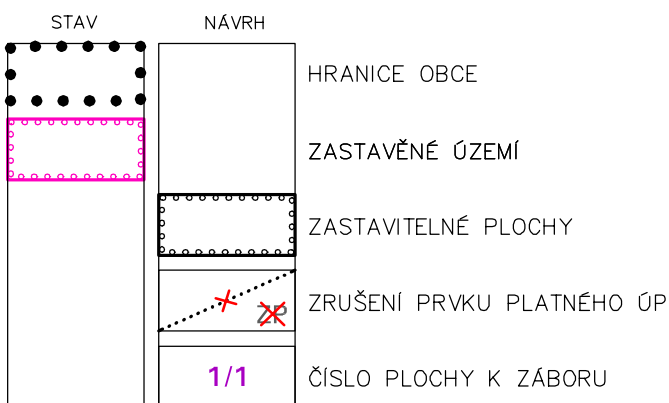 STAV NÁVRH
HRANICE OBCE
ZASTAVĚNÉ ÚZEMÍ
ZASTAVITELNÉ PLOCHY
ZP ZRUŠENÍ PRVKU PLATNÉHO ÚP
1/1 ČÍSLO PLOCHY K ZÁBORU